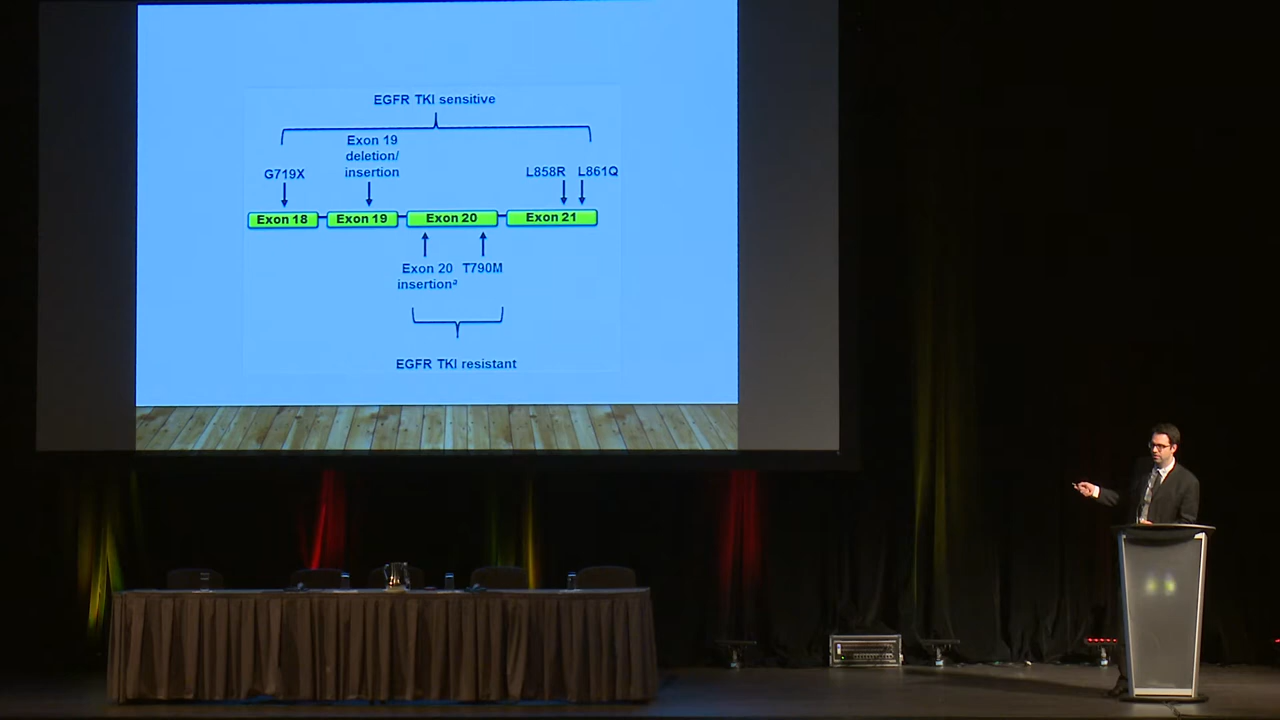 EGFR TKI sensitive
Exon 19
deletion/
insertion
G719X
L858R
L861Q
Exon 18
Exon 19
Exon 20
Exon 21
Exon 20
insertionª
T790M
EGFR TKI resistant